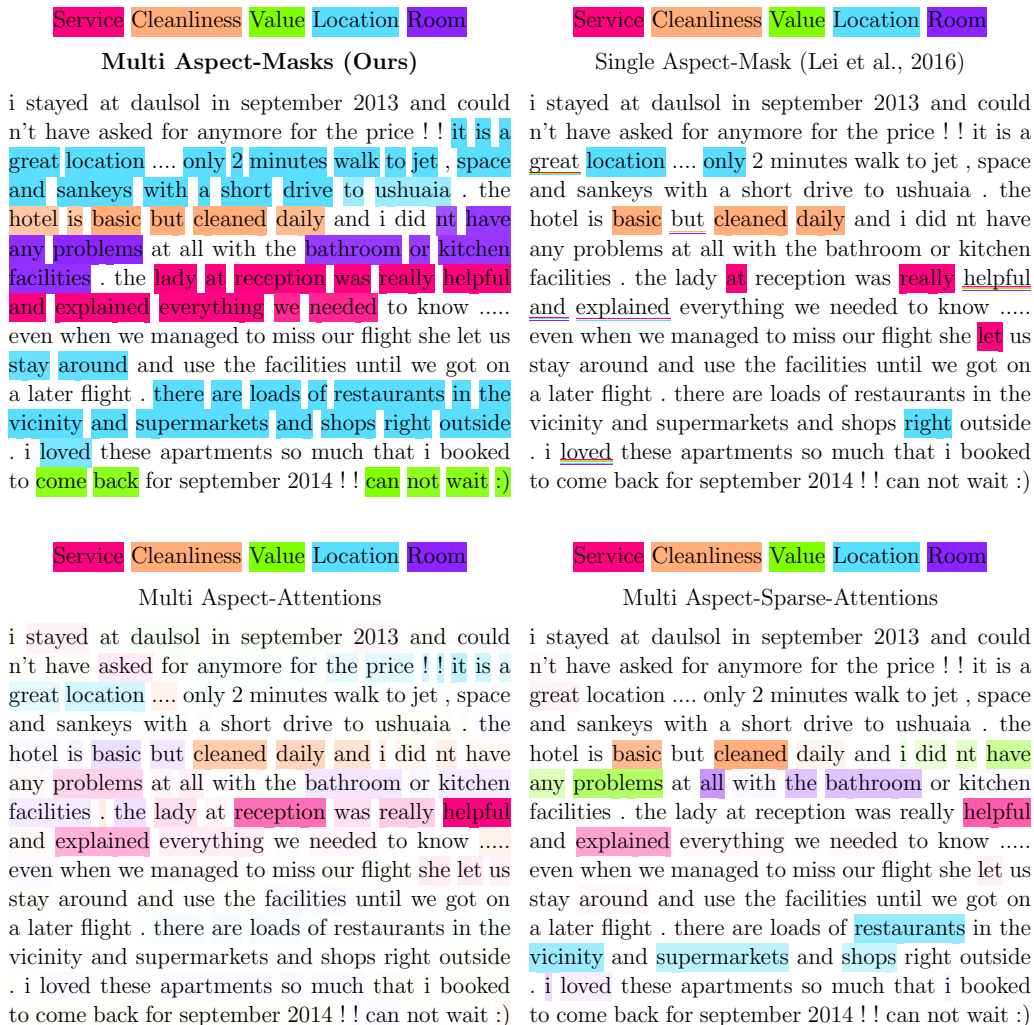 Service Cleanliness Value Location Room
Multi Aspect-Masks (Ours)
i stayed at daulsol in september 2013 and could
n't have asked for anymore for the price ! ! it is a
great location .... only 2 minutes walk to jet , space
and sankeys with a short drive to ushuaia . the
hotel is basic but cleaned daily and i did nt have
any problems at all with the bathroom or kitchen
facilities . the lady at reception was really helpful
and explained everything we needed to know .....
even when we managed to miss our flight she let us
stay around and use the facilities until we got on
a later flight . there are loads of restaurants in the
vicinity and supermarkets and shops right outside
. i loved these apartments so much that i booked
to come back for september 2014 ! ! can not wait :)
Service Cleanliness Value Location Room
Single Aspect-Mask (Lei et al., 2016)
i stayed at daulsol in september 2013 and could
n't have asked for anymore for the price ! ! it is a
great location .... only 2 minutes walk to jet , space
and sankeys with a short drive to ushuaia . the
hotel is basic but cleaned daily and i did nt have
any problems at all with the bathroom or kitchen
facilities . the lady at reception was really helpful
and explained everything we needed to know .....
even when we managed to miss our flight she let us
stay around and use the facilities until we got on
a later flight . there are loads of restaurants in the
vicinity and supermarkets and shops right outside
. i loved these apartments so much that i booked
to come back for september 2014 ! ! can not wait :)
Service Cleanliness Value Location Room
Multi Aspect-Attentions
i stayed at daulsol in september 2013 and could
n't have asked for anymore for the price ! ! it is a
great location .... only 2 minutes walk to jet , space
and sankeys with a short drive to ushuaia . the
hotel is basic but cleaned daily and i did nt have
any problems at all with the bathroom or kitchen
facilities . the lady at reception was really helpful
and explained everything we needed to know .....
even when we managed to miss our flight she let us
stay around and use the facilities until we got on
a later flight . there are loads of restaurants in the
vicinity and supermarkets and shops right outside
. i loved these apartments so much that i booked
to come back for september 2014 ! ! can not wait :)
Service Cleanliness Value Location Room
Multi Aspect-Sparse-Attentions
i stayed at daulsol in september 2013 and could
n't have asked for anymore for the price ! ! it is a
great location .... only 2 minutes walk to jet , space
and sankeys with a short drive to ushuaia . the
hotel is basic but cleaned daily and i did nt have
any problems at all with the bathroom or kitchen
facilities . the lady at reception was really helpful
and explained everything we needed to know .....
even when we managed to miss our flight she let us
stay around and use the facilities until we got on
a later flight . there are loads of restaurants in the
vicinity and supermarkets and shops right outside
. i loved these apartments so much that i booked
to come back for september 2014 ! ! can not wait :)